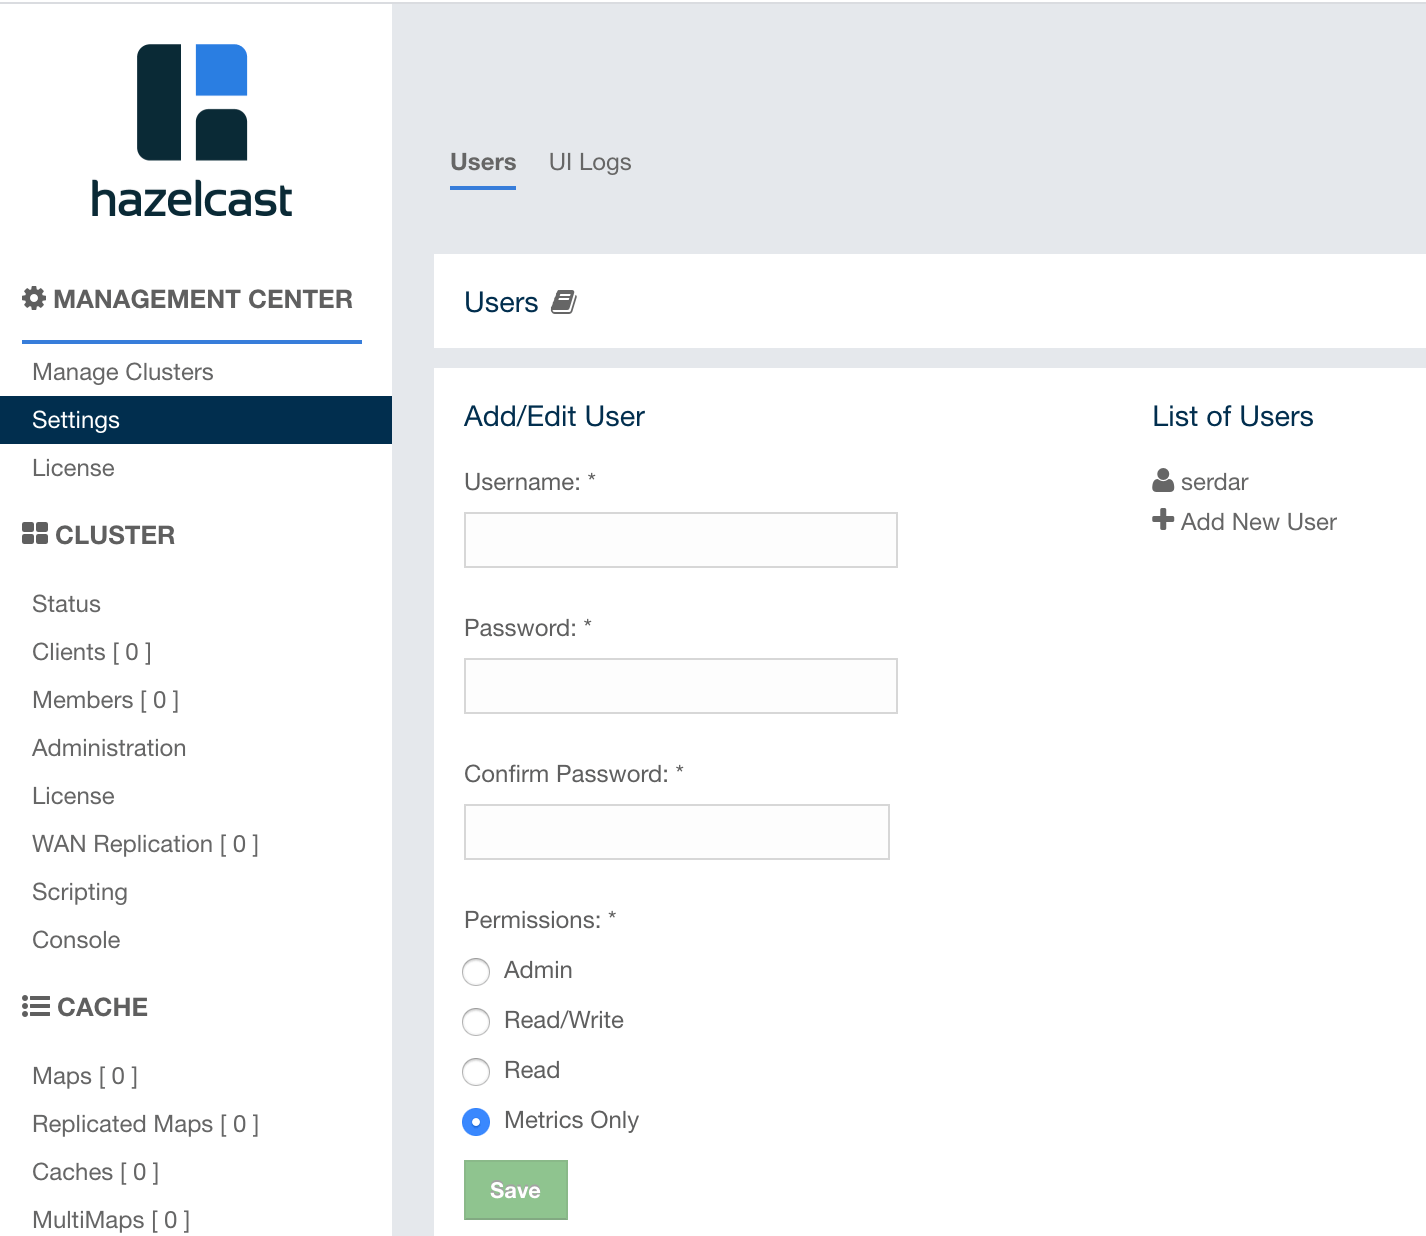 hazelcast
MANAGEMENT CENTER
Manage Clusters
Settings
License
CLUSTER
Status
Clients [ 0 ]
Members [ 0 ]
Administration
License
WAN Replication [ 0 ]
Scripting
Console
CACHE
Maps [ 0 ]
Replicated Maps [ 0 ]
Caches [ 0 ]
MultiMaps [ 0 ]
Users UI Logs
Users
Add/Edit User
Username: *
Password: *
Confirm Password: *
Permissions: *
Admin
Read/Write
Read
Metrics Only
Save
List of Users
serdar
Add New User